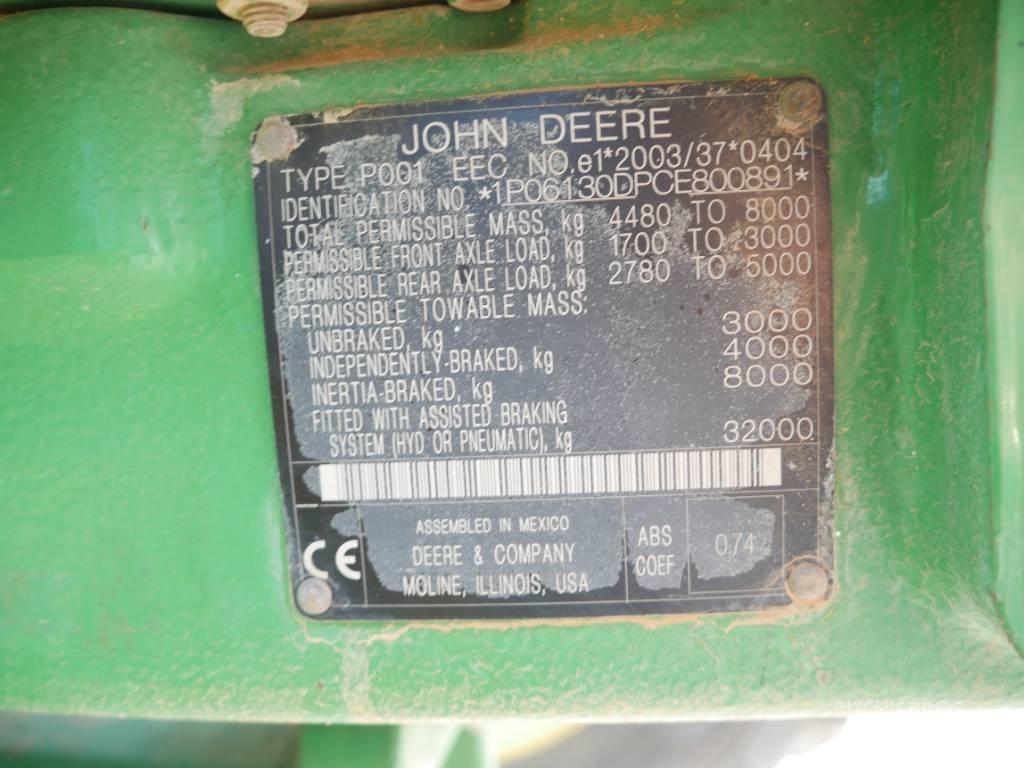 JOHN DEERE
TYPE P001 EEC NO.e1*2003/37*0404
IDENTIFICATION NO *1P06130DPCE800891*
TOTAL PERMISSIBLE MASS, kg 4480 TO 8000
PERMISSIBLE FRONT AXLE LOAD, kg 1700 TO 3000
PERMISSIBLE REAR AXLE LOAD, kg 2780 TO 5000
PERMISSIBLE TOWABLE MASS:
UNBRAKED, kg 3000
INDEPENDENTLY-BRAKED, kg 4000
INERTIA-BRAKED, kg 8000
FITTED WITH ASSISTED BRAKING
SYSTEM (HYD OR PNEUMATIC), kg 32000
CE
ASSEMBLED IN MEXICO
DEERE & COMPANY
MOLINE, ILLINOIS, USA
ABS
COEF
0.74
RITCHIE BROS